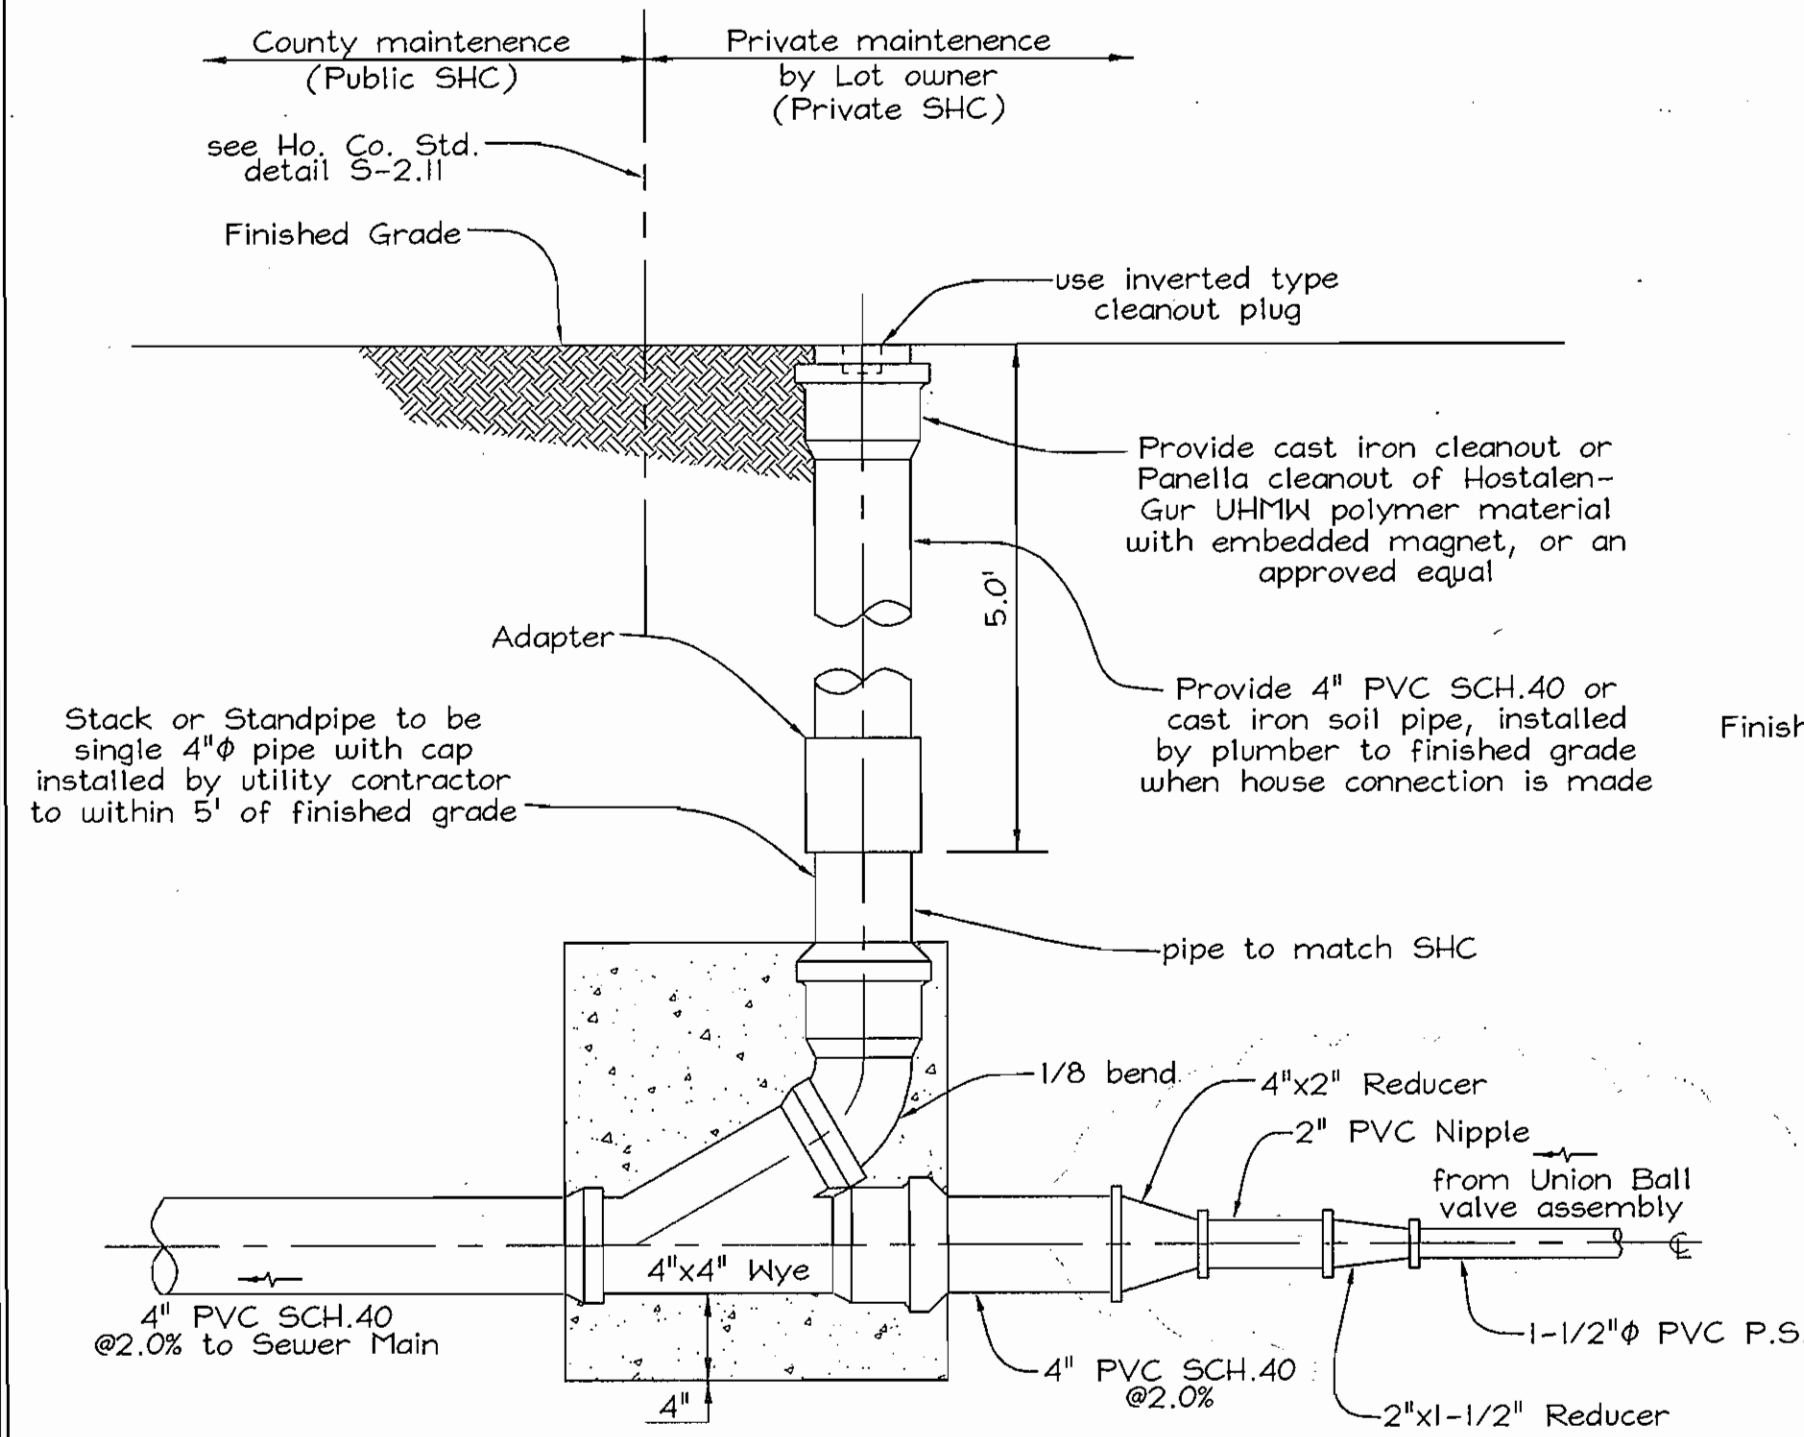 County maintenence
(Public SHC)
Private maintenence
by Lot owner
(Private SHC)
see Ho. Co. Std.
detail S-2.11
Finished Grade
use inverted type
cleanout plug
Provide cast iron cleanout or
Panella cleanout of Hostalen-
Gur UHMW polymer material
with embedded magnet, or an
approved equal
5.0'
Adapter
Provide 4" PVC SCH.40 or
cast iron soil pipe, installed
by plumber to finished grade
when house connection is made
Finish
Stack or Standpipe to be
single 4"ϕ pipe with cap
installed by utility contractor
to within 5' of finished grade
pipe to match SHC
1/8 bend
4"x2" Reducer
2" PVC Nipple
from Union Ball
valve assembly
℄
4"x4" Wye
4" PVC SCH.40
@2.0% to Sewer Main
1-1/2"ϕ PVC P.S.
4" PVC SCH.40
@2.0%
4"
2"x1-1/2" Reducer